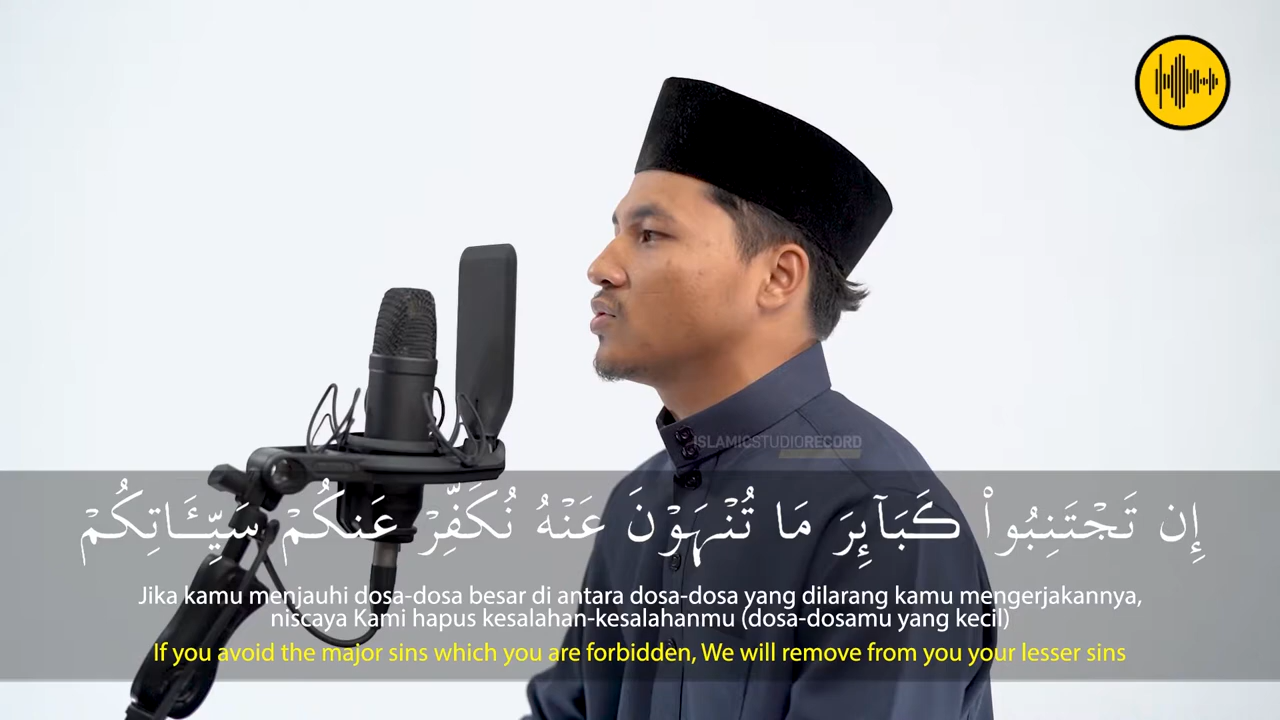 ISLAMICSTUDIORECORD
إِن تَجْتَنِبُوا۟ كَبَآئِرَ مَا تُنْهَوْنَ عَنْهُ نُكَفِّرْ عَنكُمْ سَيِّـَٔاتِكُمْ
Jika kamu menjauhi dosa-dosa besar di antara dosa-dosa yang dilarang kamu mengerjakannya,
niscaya Kami hapus kesalahan-kesalahanmu (dosa-dosamu yang kecil)
If you avoid the major sins which you are forbidden, We will remove from you your lesser sins